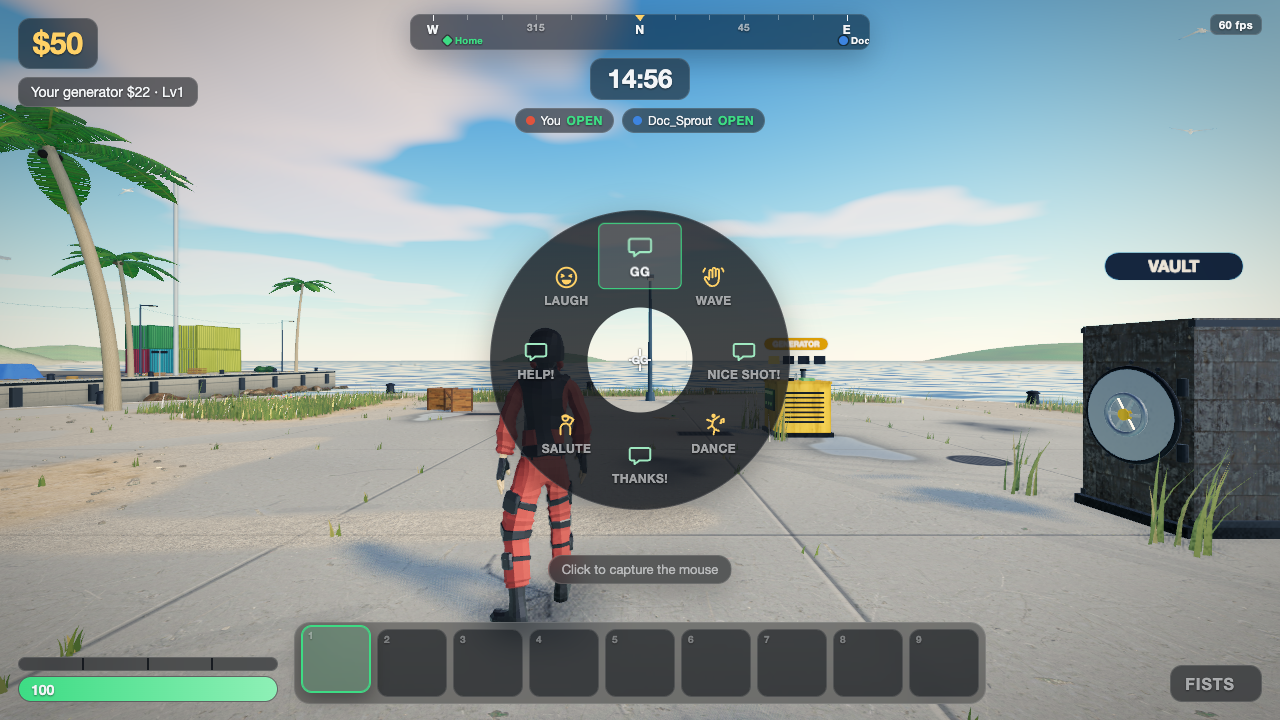 $50
Your generator $22 · Lv1
W
315
N
45
E
Home
Doc
60 fps
14:56
You OPEN
Doc_Sprout OPEN
GG
LAUGH
WAVE
HELP!
GG
NICE SHOT!
SALUTE
DANCE
THANKS!
VAULT
Click to capture the mouse
1
2
3
4
5
6
7
8
9
100
FISTS